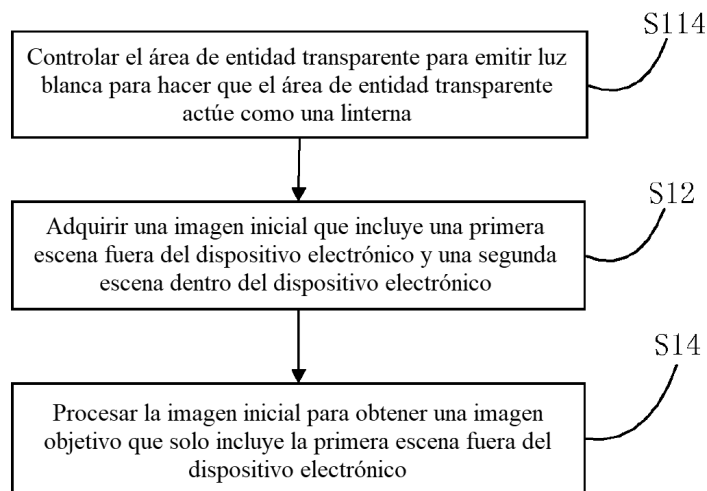 S114
Controlar el área de entidad transparente para emitir luz
blanca para hacer que el área de entidad transparente
actúe como una linterna
S12
Adquirir una imagen inicial que incluye una primera
escena fuera del dispositivo electrónico y una segunda
escena dentro del dispositivo electrónico
S14
Procesar la imagen inicial para obtener una imagen
objetivo que solo incluye la primera escena fuera del
dispositivo electrónico